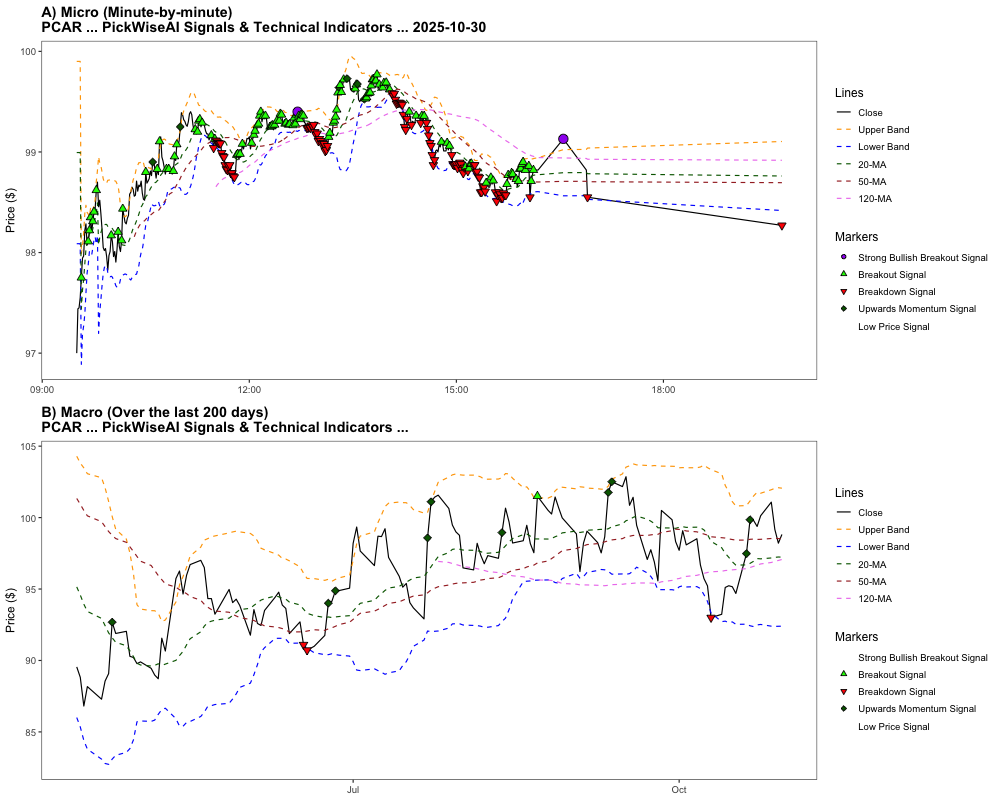 A) Micro (Minute-by-minute)
PCAR ... PickWiseAI Signals & Technical Indicators ... 2025-10-30
Price ($)
100
99
98
97
09:00
12:00
15:00
18:00
Lines
Close
Upper Band
Lower Band
20-MA
50-MA
120-MA
Markers
Strong Bullish Breakout Signal
Breakout Signal
Breakdown Signal
Upwards Momentum Signal
Low Price Signal
B) Macro (Over the last 200 days)
PCAR ... PickWiseAI Signals & Technical Indicators ...
Price ($)
105
100
95
90
85
Jul
Oct
Lines
Close
Upper Band
Lower Band
20-MA
50-MA
120-MA
Markers
Strong Bullish Breakout Signal
Breakout Signal
Breakdown Signal
Upwards Momentum Signal
Low Price Signal